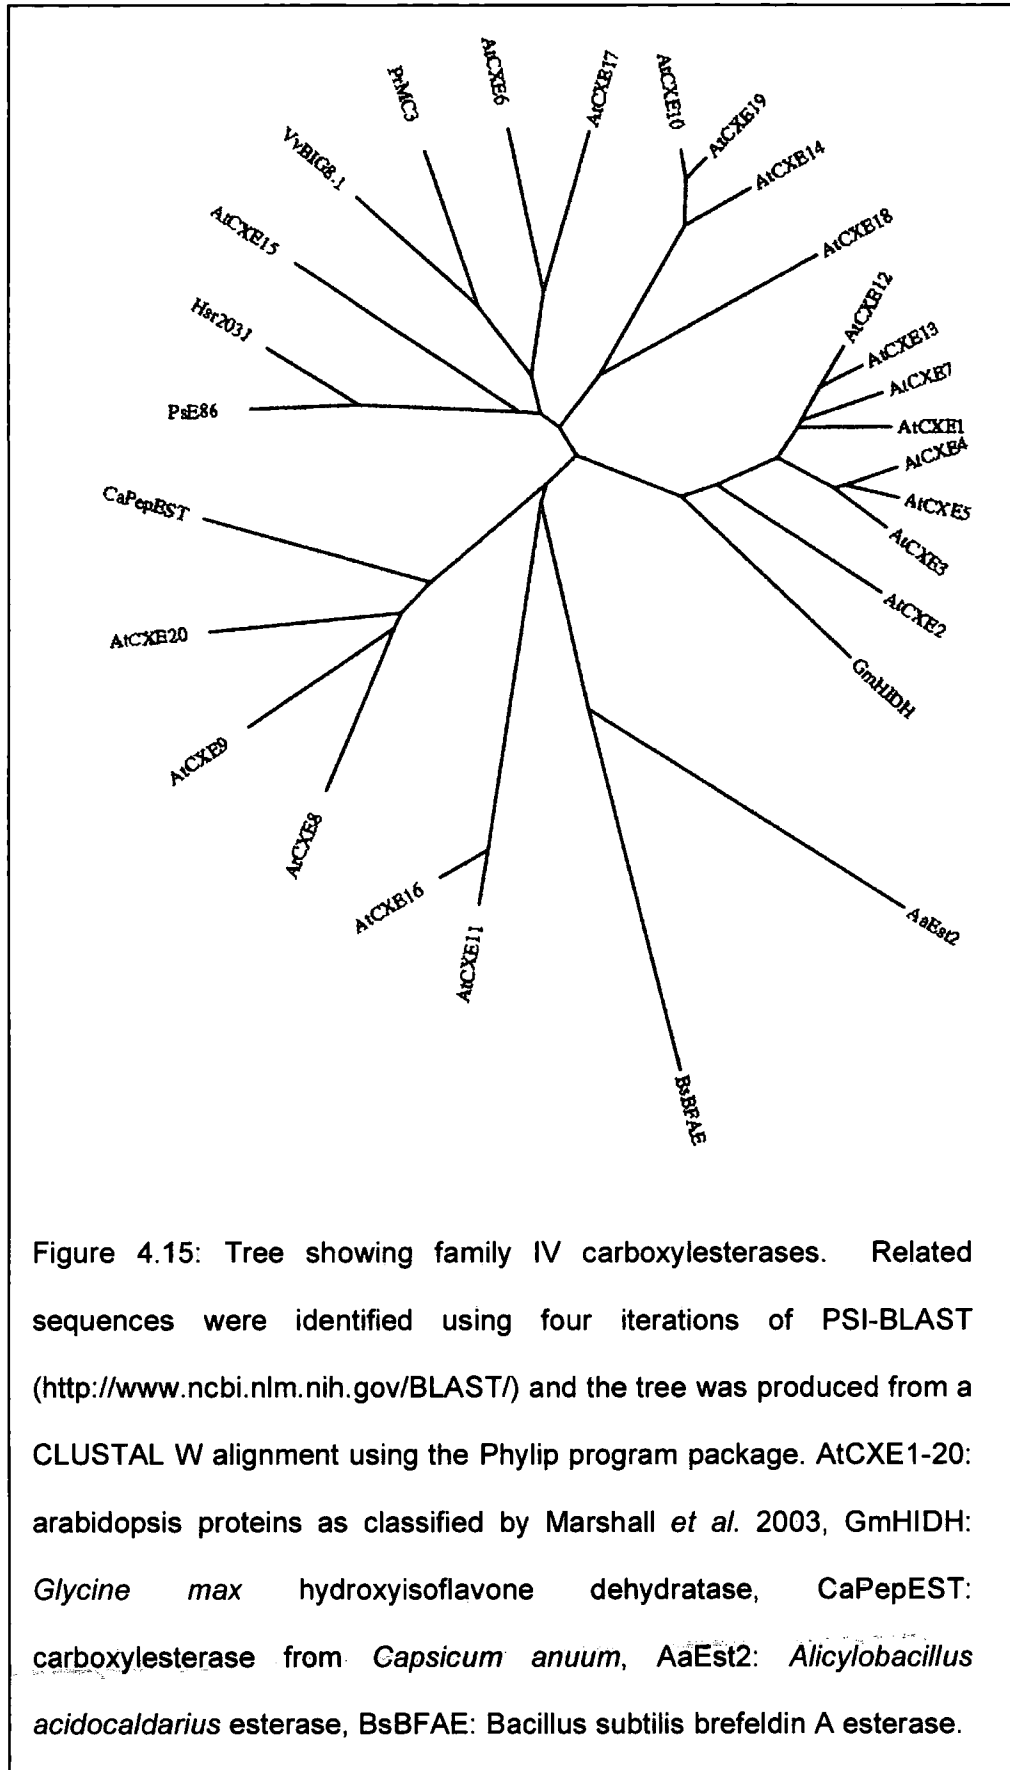 AtCXE6
AtCXE17
AtCXE10
AtCXE19
PrMC3
AtCXE14
VvBIG8.1
AtCXE15
AtCXE18
AtCXE12
Hsr203J
AtCXE13
AtCXE7
PsE86
AtCXE1
AtCXE4
CaPepEST
AtCXE5
AtCXE3
AtCXE20
AtCXE2
GmHIDH
AtCXE9
AtCXE8
AtCXE16
AtCXE11
AaEst2
BsBFAE
Figure 4.15: Tree showing family IV carboxylesterases. Related
sequences were identified using four iterations of PSI-BLAST
(http://www.ncbi.nlm.nih.gov/BLAST/) and the tree was produced from a
CLUSTAL W alignment using the Phylip program package. AtCXE1-20:
arabidopsis proteins as classified by Marshall et al. 2003, GmHIDH:
Glycine max hydroxyisoflavone dehydratase, CaPepEST:
carboxylesterase from Capsicum anuum, AaEst2: Alicylobacillus
acidocaldarius esterase, BsBFAE: Bacillus subtilis brefeldin A esterase.